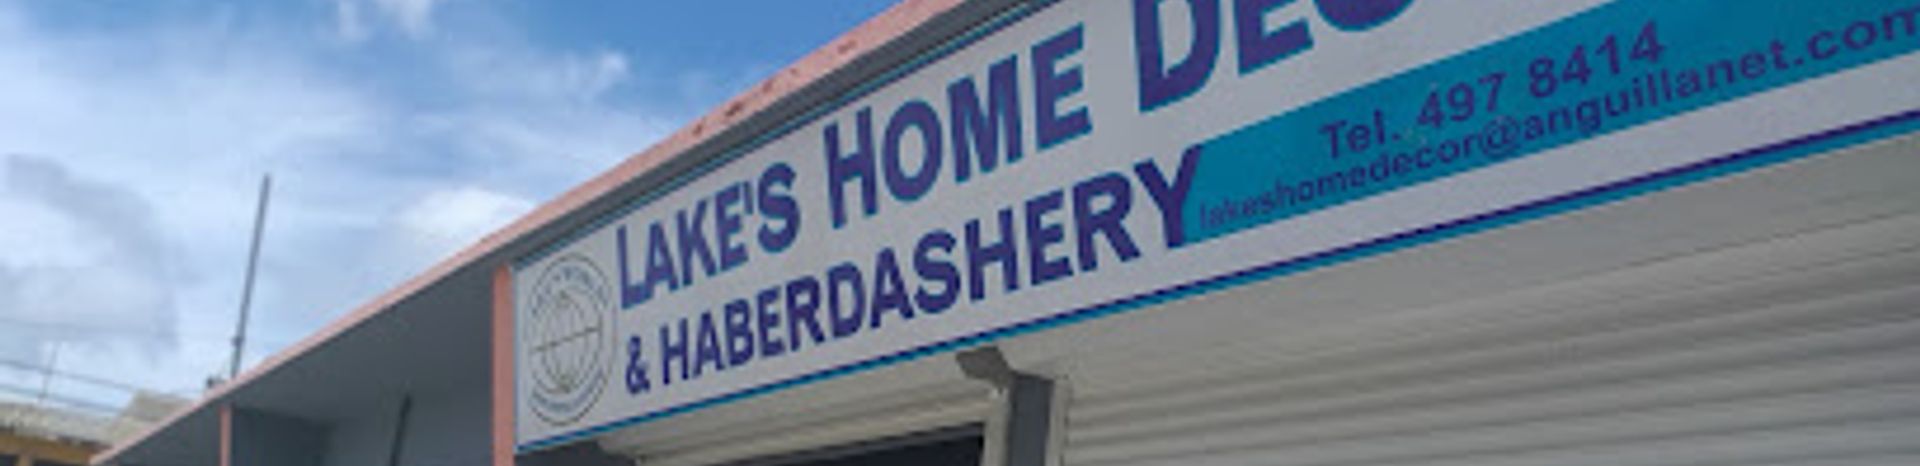 LAKE'S HOME DEC
& HABERDASHERY
Tel. 497 8414
lakeshomedecor@anguillanet.com